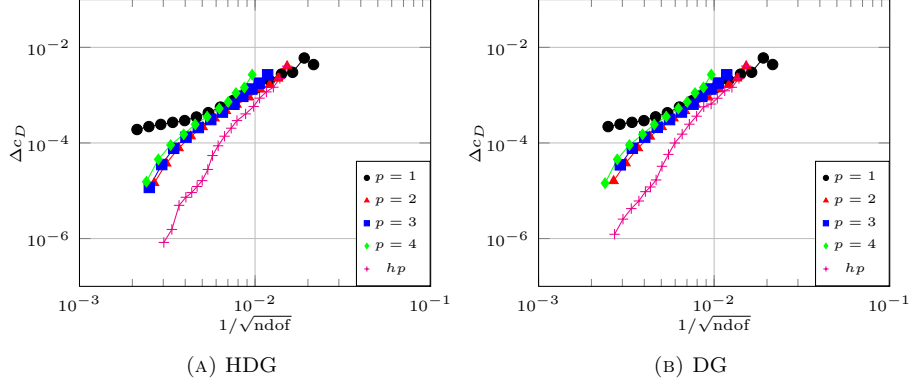 10^{-2}
10^{-4}
10^{-6}
Δc_D
10^{-3}
10^{-2}
10^{-1}
1/√ndof
p = 1
p = 2
p = 3
p = 4
hp
(A) HDG
10^{-2}
10^{-4}
10^{-6}
Δc_D
10^{-3}
10^{-2}
10^{-1}
1/√ndof
p = 1
p = 2
p = 3
p = 4
hp
(B) DG